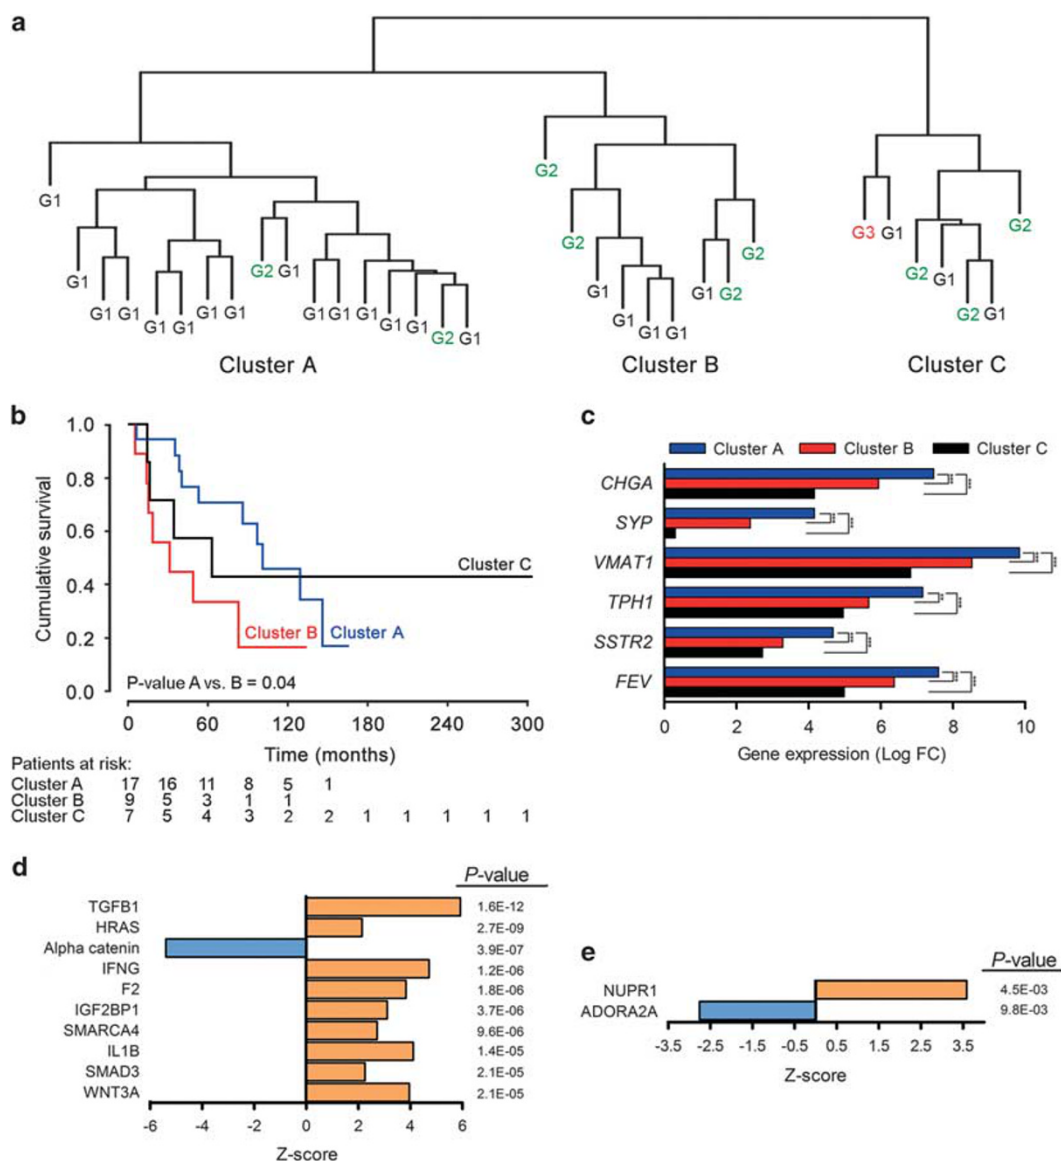 a
G1
G1
G1 G1
G1 G1
G1 G1
G2 G1
G1 G1 G1
G1 G1
G2 G1
Cluster A
G2
G2
G1
G1
G1 G1
G1 G2
G2
Cluster B
G3 G1
G2
G1
G2 G1
G2
Cluster C
b
Cumulative survival
1.0
0.8
0.6
0.4
0.2
0.0
Cluster C
Cluster B
Cluster A
P-value A vs. B = 0.04
0 60 120 180 240 300
Time (months)
Patients at risk:
Cluster A 17 16 11 8 5 1
Cluster B 9 5 3 1 1
Cluster C 7 5 4 3 2 2 1 1 1 1 1
c
Cluster A Cluster B Cluster C
CHGA
SYP
VMAT1
TPH1
SSTR2
FEV
0 2 4 6 8 10
Gene expression (Log FC)
d
P-value
TGFB1 1.6E-12
HRAS 2.7E-09
Alpha catenin 3.9E-07
IFNG 1.2E-06
F2 1.8E-06
IGF2BP1 3.7E-06
SMARCA4 9.6E-06
IL1B 1.4E-05
SMAD3 2.1E-05
WNT3A 2.1E-05
-6 -4 -2 0 2 4 6
Z-score
e
P-value
NUPR1 4.5E-03
ADORA2A 9.8E-03
-3.5 -2.5 -1.5 -0.5 0.5 1.5 2.5 3.5
Z-score